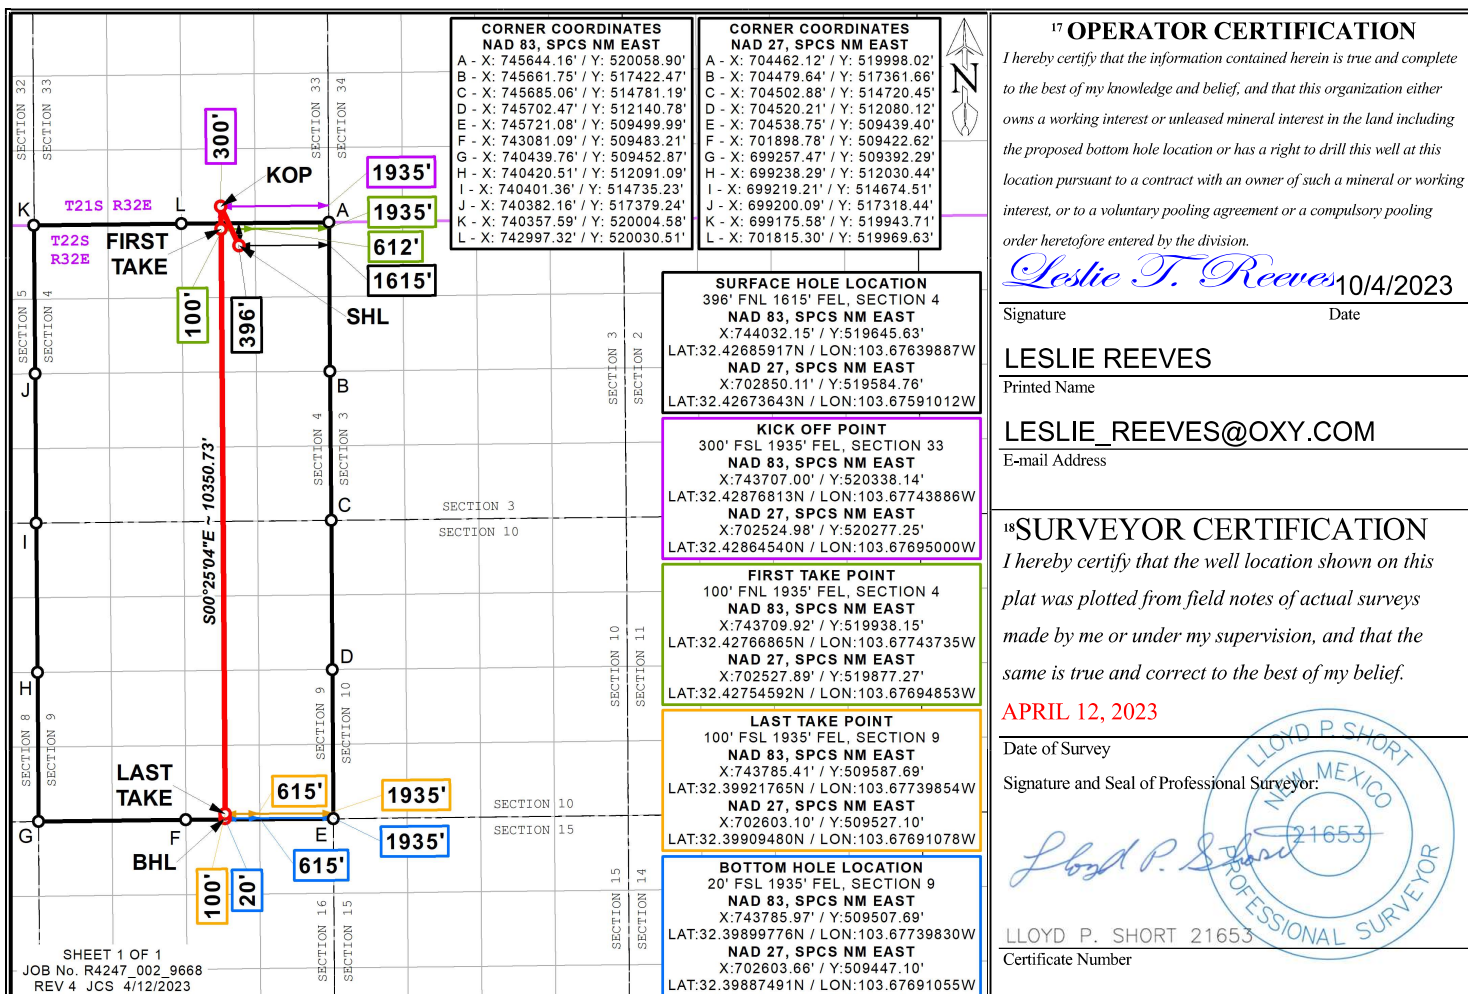 CORNER COORDINATES
NAD 83, SPCS NM EAST
A - X: 745644.16' / Y: 520058.90'
B - X: 745661.75' / Y: 517422.47'
C - X: 745685.06' / Y: 514781.19'
D - X: 745702.47' / Y: 512140.78'
E - X: 745721.08' / Y: 509499.99'
F - X: 743081.09' / Y: 509483.21'
G - X: 740439.76' / Y: 509452.87'
H - X: 740420.51' / Y: 512091.09'
I - X: 740401.36' / Y: 514735.23'
J - X: 740382.16' / Y: 517379.24'
K - X: 740357.59' / Y: 520004.58'
L - X: 742997.32' / Y: 520030.51'
CORNER COORDINATES
NAD 27, SPCS NM EAST
A - X: 704462.12' / Y: 519998.02'
B - X: 704479.64' / Y: 517361.66'
C - X: 704502.88' / Y: 514720.45'
D - X: 704520.21' / Y: 512080.12'
E - X: 704538.75' / Y: 509439.40'
F - X: 701898.78' / Y: 509422.62'
G - X: 699257.47' / Y: 509392.29'
H - X: 699238.29' / Y: 512030.44'
I - X: 699219.21' / Y: 514674.51'
J - X: 699200.09' / Y: 517318.44'
K - X: 699175.58' / Y: 519943.71'
L - X: 701815.30' / Y: 519969.63'
N
SECTION 32
SECTION 33
SECTION 33
SECTION 34
300'
KOP
1935'
K
T21S R32E
L
A
1935'
T22S
R32E
FIRST
TAKE
612'
1615'
100'
396'
SHL
SECTION 5
SECTION 4
SECTION 3
SECTION 2
J
B
SECTION 4
SECTION 3
S00°25'04"E ~ 10350.73'
I
C
SECTION 3
SECTION 10
SECTION 10
SECTION 11
H
D
SECTION 9
SECTION 10
SECTION 8
SECTION 9
LAST
TAKE
615'
1935'
SECTION 10
SECTION 15
G
F
E
BHL
615'
1935'
100'
20'
SECTION 16
SECTION 15
SECTION 15
SECTION 14
SHEET 1 OF 1
JOB No. R4247_002_9668
REV 4 JCS 4/12/2023
SURFACE HOLE LOCATION
396' FNL 1615' FEL, SECTION 4
NAD 83, SPCS NM EAST
X:744032.15' / Y:519645.63'
LAT:32.42685917N / LON:103.67639887W
NAD 27, SPCS NM EAST
X:702850.11' / Y:519584.76'
LAT:32.42673643N / LON:103.67591012W
KICK OFF POINT
300' FSL 1935' FEL, SECTION 33
NAD 83, SPCS NM EAST
X:743707.00' / Y:520338.14'
LAT:32.42876813N / LON:103.67743886W
NAD 27, SPCS NM EAST
X:702524.98' / Y:520277.25'
LAT:32.42864540N / LON:103.67695000W
FIRST TAKE POINT
100' FNL 1935' FEL, SECTION 4
NAD 83, SPCS NM EAST
X:743709.92' / Y:519938.15'
LAT:32.42766865N / LON:103.67743735W
NAD 27, SPCS NM EAST
X:702527.89' / Y:519877.27'
LAT:32.42754592N / LON:103.67694853W
LAST TAKE POINT
100' FSL 1935' FEL, SECTION 9
NAD 83, SPCS NM EAST
X:743785.41' / Y:509587.69'
LAT:32.39921765N / LON:103.67739854W
NAD 27, SPCS NM EAST
X:702603.10' / Y:509527.10'
LAT:32.39909480N / LON:103.67691078W
BOTTOM HOLE LOCATION
20' FSL 1935' FEL, SECTION 9
NAD 83, SPCS NM EAST
X:743785.97' / Y:509507.69'
LAT:32.39899776N / LON:103.67739830W
NAD 27, SPCS NM EAST
X:702603.66' / Y:509447.10'
LAT:32.39887491N / LON:103.67691055W
17 OPERATOR CERTIFICATION
I hereby certify that the information contained herein is true and complete
to the best of my knowledge and belief, and that this organization either
owns a working interest or unleased mineral interest in the land including
the proposed bottom hole location or has a right to drill this well at this
location pursuant to a contract with an owner of such a mineral or working
interest, or to a voluntary pooling agreement or a compulsory pooling
order heretofore entered by the division.
Leslie T. Reeves 10/4/2023
Signature Date
LESLIE REEVES
Printed Name
LESLIE_REEVES@OXY.COM
E-mail Address
18 SURVEYOR CERTIFICATION
I hereby certify that the well location shown on this
plat was plotted from field notes of actual surveys
made by me or under my supervision, and that the
same is true and correct to the best of my belief.
APRIL 12, 2023
Date of Survey
Signature and Seal of Professional Surveyor:
LLOYD P. SHORT
NEW MEXICO
21653
PROFESSIONAL SURVEYOR
Lloyd P. Short
LLOYD P. SHORT 21653
Certificate Number